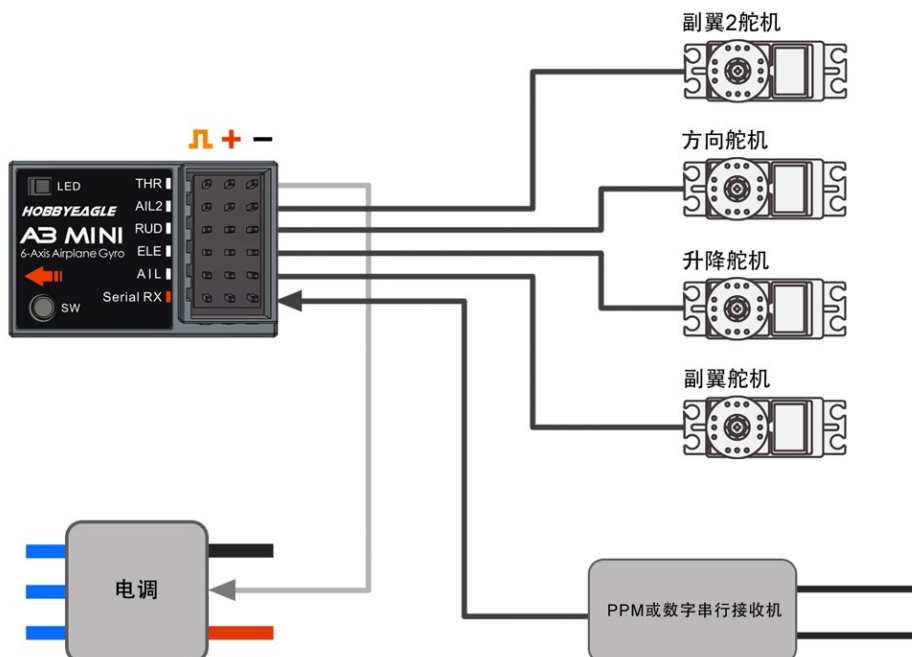 副翼2舵机
方向舵机
升降舵机
副翼舵机
LED
HOBBYEAGLE
A3 MINI
6-Axis Airplane Gyro
SW
THR
AIL2
RUD
ELE
AIL
Serial RX
+ −
电调
PPM或数字串行接收机